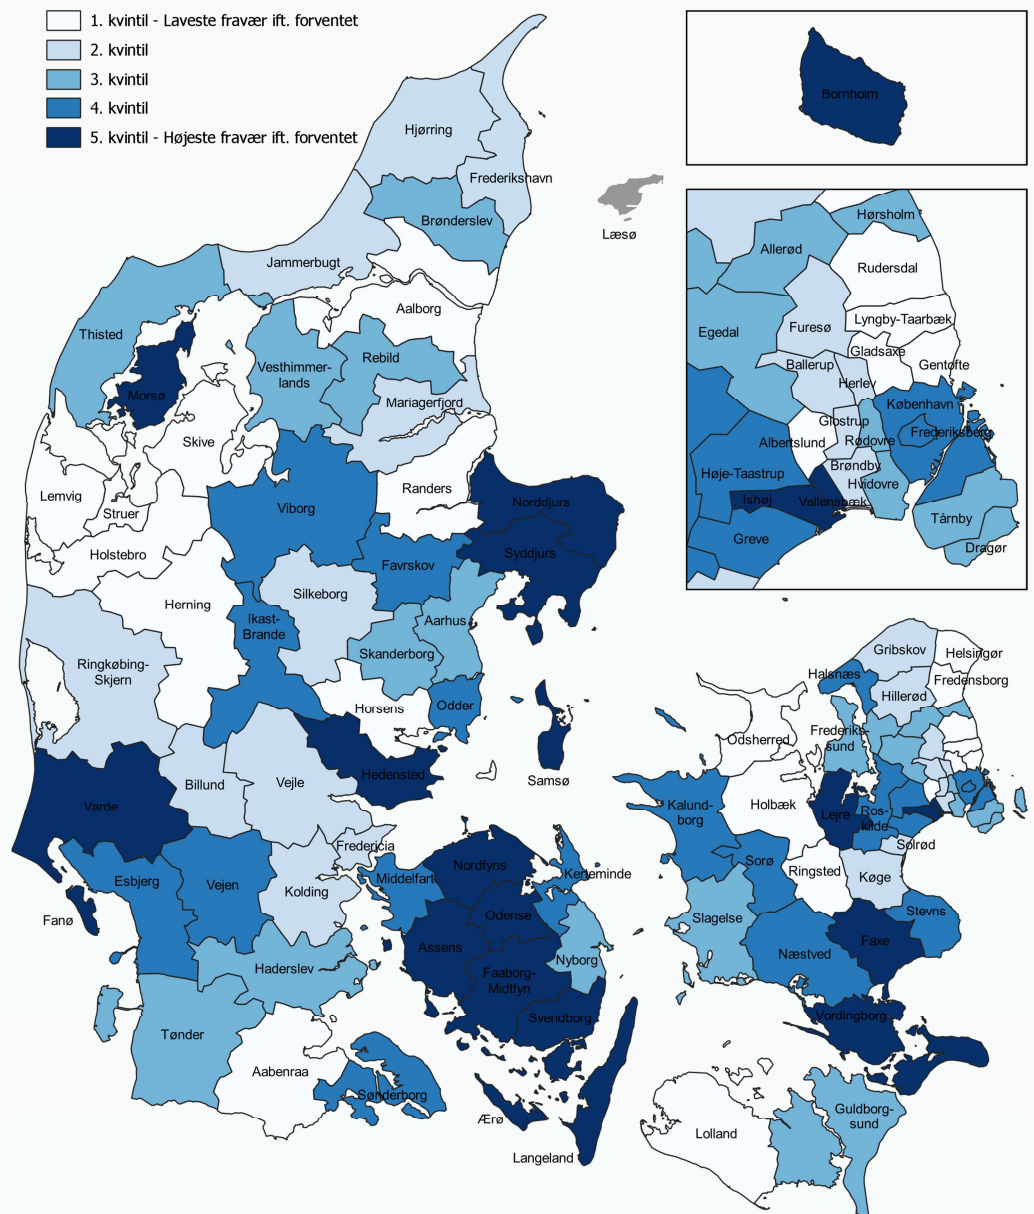 1. kvintil - Laveste fravær ift. forventet
2. kvintil
3. kvintil
4. kvintil
5. kvintil - Højeste fravær ift. forventet
Bornholm
Hjørring
Frederikshavn
Brønderslev
Læsø
Jammerbugt
Aalborg
Thisted
Vesthimmer-
lands
Rebild
Morsø
Mariagerfjord
Skive
Lemvig
Struer
Viborg
Randers
Norddjurs
Holstebro
Syddjurs
Favrskov
Herning
Silkeborg
Ikast-
Brande
Aarhus
Skanderborg
Ringkøbing-
Skjern
Horsens
Odder
Hedensted
Samsø
Billund
Vejle
Varde
Fredericia
Esbjerg
Vejen
Kolding
Fanø
Middelfart
Nordfyns
Kerteminde
Odense
Assens
Nyborg
Haderslev
Faaborg-
Midtfyn
Svendborg
Tønder
Aabenraa
Sønderborg
Ærø
Langeland
Hørsholm
Allerød
Rudersdal
Egedal
Furesø
Lyngby-Taarbæk
Gladsaxe
Ballerup
Gentofte
Herlev
København
Glostrup
Frederiksberg
Albertslund
Rødovre
Høje-Taastrup
Brøndby
Hvidovre
Ishøj
Vallensbæk
Tårnby
Greve
Dragør
Gribskov
Helsingør
Halsnæs
Fredensborg
Hillerød
Odsherred
Frederiks-
sund
Kalund-
borg
Holbæk
Lejre
Ros-
kilde
Solrød
Sorø
Ringsted
Køge
Slagelse
Stevns
Næstved
Faxe
Vordingborg
Guldborg-
sund
Lolland